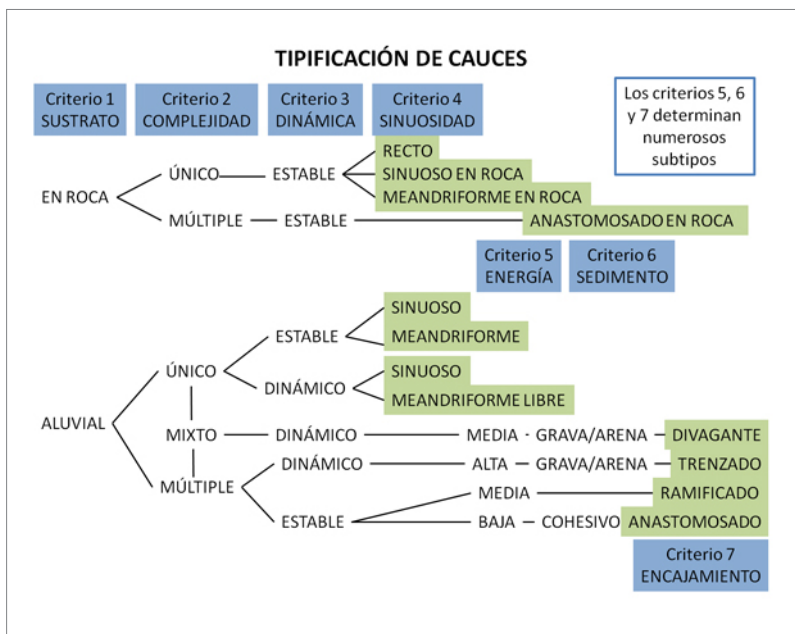 TIPIFICACIÓN DE CAUCES
Criterio 1
SUSTRATO
Criterio 2
COMPLEJIDAD
Criterio 3
DINÁMICA
Criterio 4
SINUOSIDAD
Los criterios 5, 6
y 7 determinan
numerosos
subtipos
EN ROCA
ÚNICO
ESTABLE
RECTO
SINUOSO EN ROCA
MEANDRIFORME EN ROCA
MÚLTIPLE
ESTABLE
ANASTOMOSADO EN ROCA
Criterio 5
ENERGÍA
Criterio 6
SEDIMENTO
ALUVIAL
ÚNICO
ESTABLE
SINUOSO
MEANDRIFORME
DINÁMICO
SINUOSO
MEANDRIFORME LIBRE
MIXTO
DINÁMICO
MEDIA
GRAVA/ARENA
DIVAGANTE
MÚLTIPLE
DINÁMICO
ALTA
GRAVA/ARENA
TRENZADO
ESTABLE
MEDIA
RAMIFICADO
BAJA
COHESIVO
ANASTOMOSADO
Criterio 7
ENCAJAMIENTO